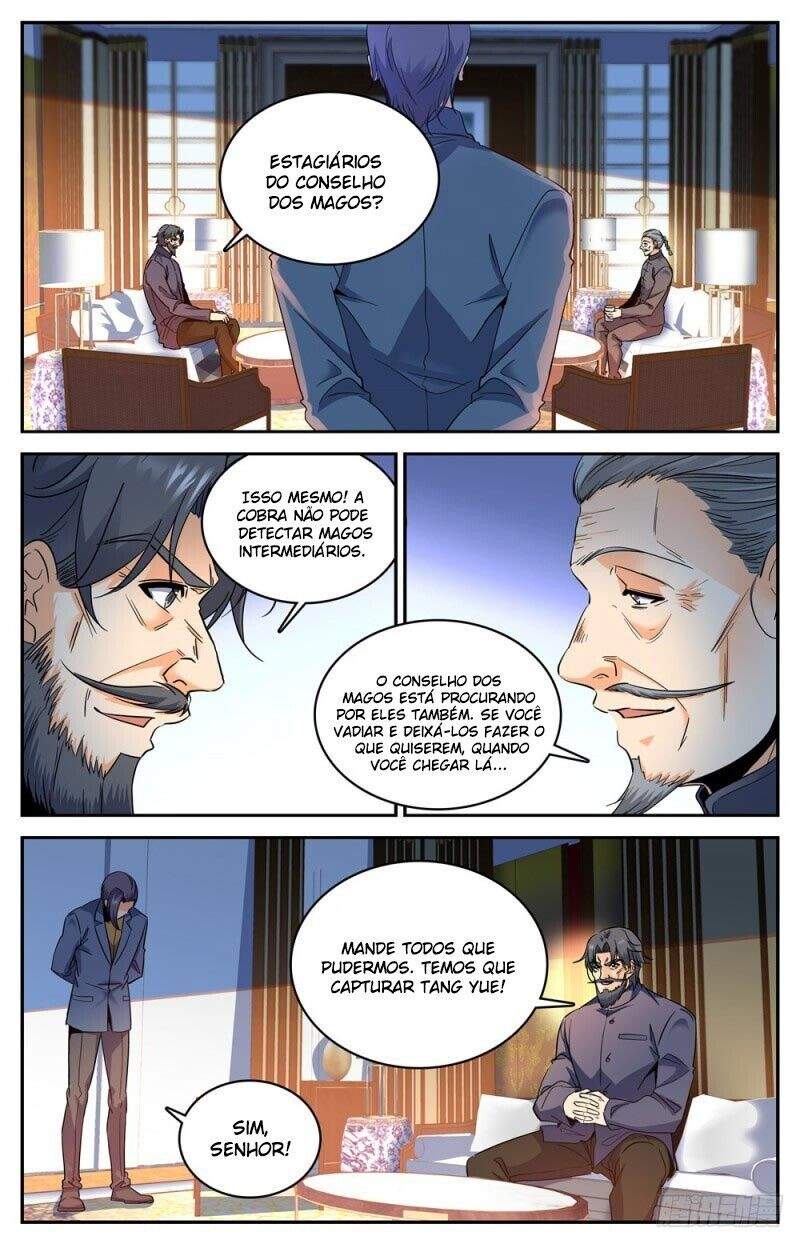 ESTAGIÁRIOS
DO CONSELHO
DOS MAGOS?
ISSO MESMO! A
COBRA NÃO PODE
DETECTAR MAGOS
INTERMEDIÁRIOS.
O CONSELHO DOS
MAGOS ESTÁ PROCURANDO
POR ELES TAMBÉM. SE VOCÊ
VADIAR E DEIXÁ-LOS FAZER O
QUE QUISEREM, QUANDO
VOCÊ CHEGAR LÁ...
MANDE TODOS QUE
PUDERMOS. TEMOS QUE
CAPTURAR TANG YUE!
SIM,
SENHOR!